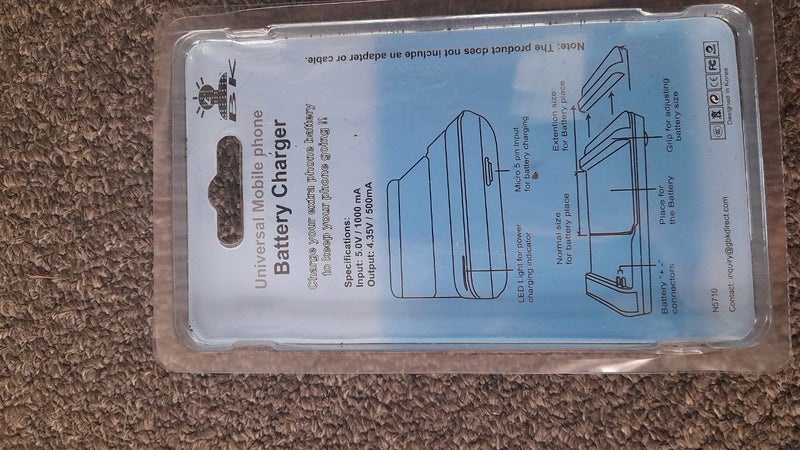 BK
Universal Mobile phone
Battery Charger
Charge your extra phone battery
to keep your phone going !!
Specifications:
Input: 5.0V / 1000 mA
Output: 4.35V / 500mA
LED Light for power
charging indicator
Micro 5 pin Input
for battery charging
Normal size
for battery place
Extention size
for Battery place
Battery "+ -"
connectors
Place for
the Battery
Grip for adjusting
battery size
N5710
Contact: inquiry@gbkdirect.com
Designed in Korea
Note: The product does not include an adapter or cable.